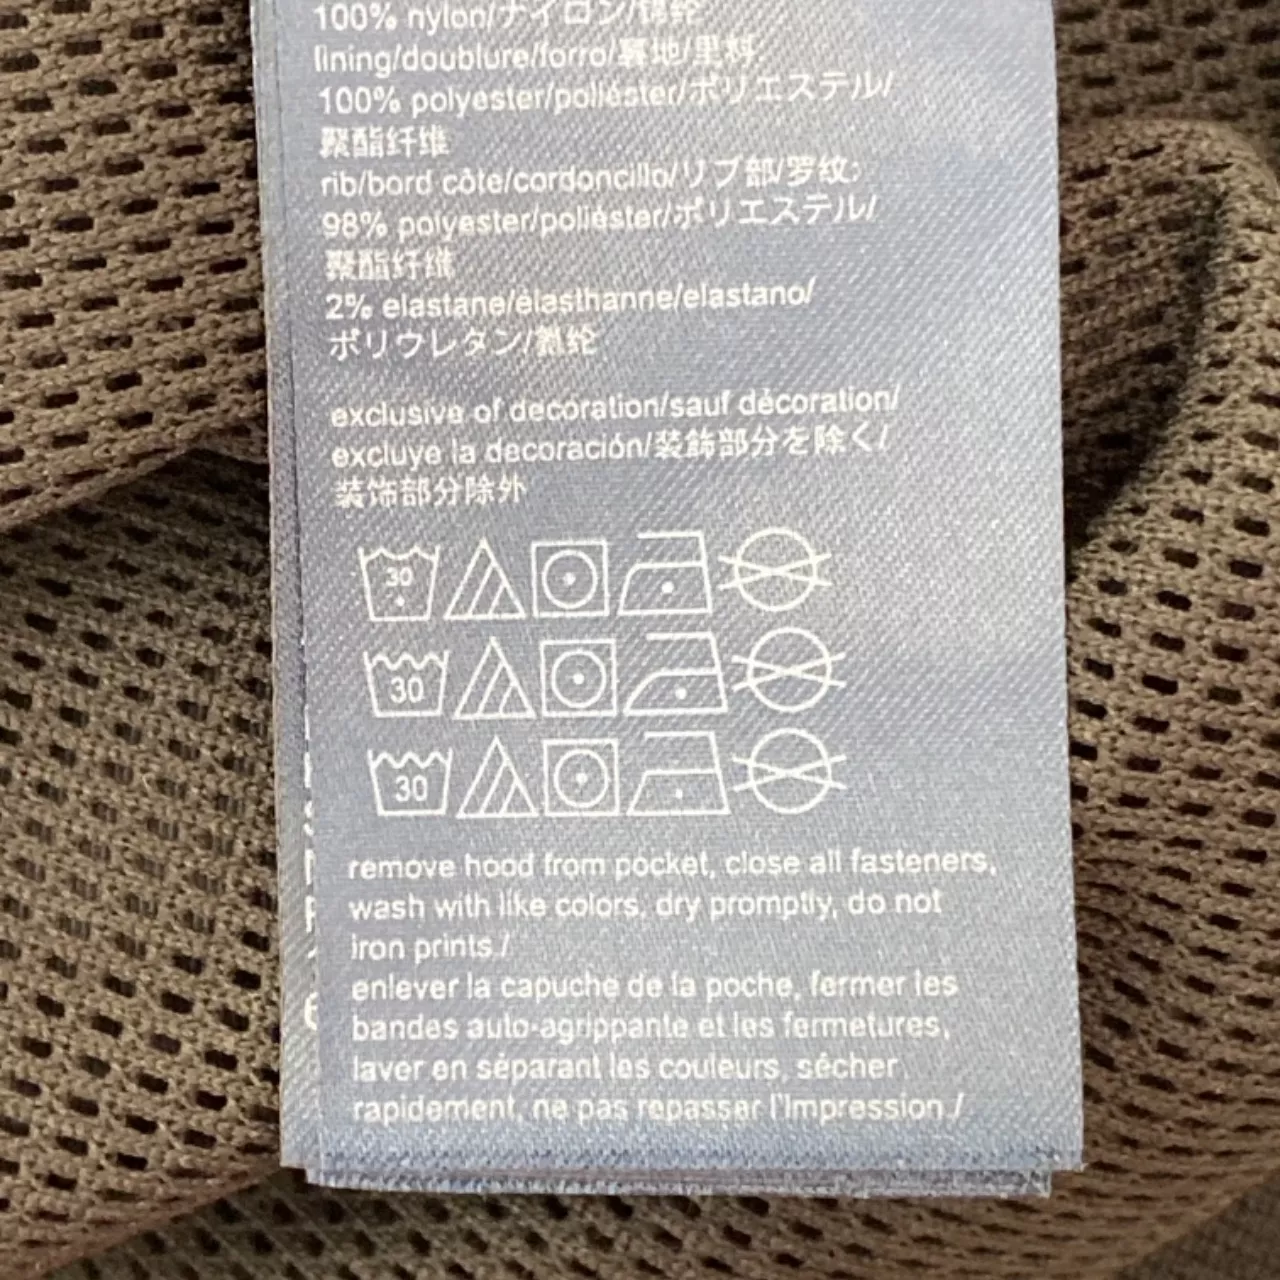 100% nylon/ナイロン/锦纶
lining/doublure/forro/裏地/里料:
100% polyester/poliéster/ポリエステル/
聚酯纤维
rib/bord côte/cordoncillo/リブ部/罗纹:
98% polyester/poliéster/ポリエステル/
聚酯纤维
2% elastane/élasthanne/elastano/
ポリウレタン/氨纶
exclusive of decoration/sauf décoration/
excluye la decoración/装飾部分を除く/
装饰部分除外
30
30
30
remove hood from pocket, close all fasteners,
wash with like colors, dry promptly, do not
iron prints./
enlever la capuche de la poche, fermer les
bandes auto-agrippante et les fermetures,
laver en séparant les couleurs, sécher
rapidement, ne pas repasser l'impression./